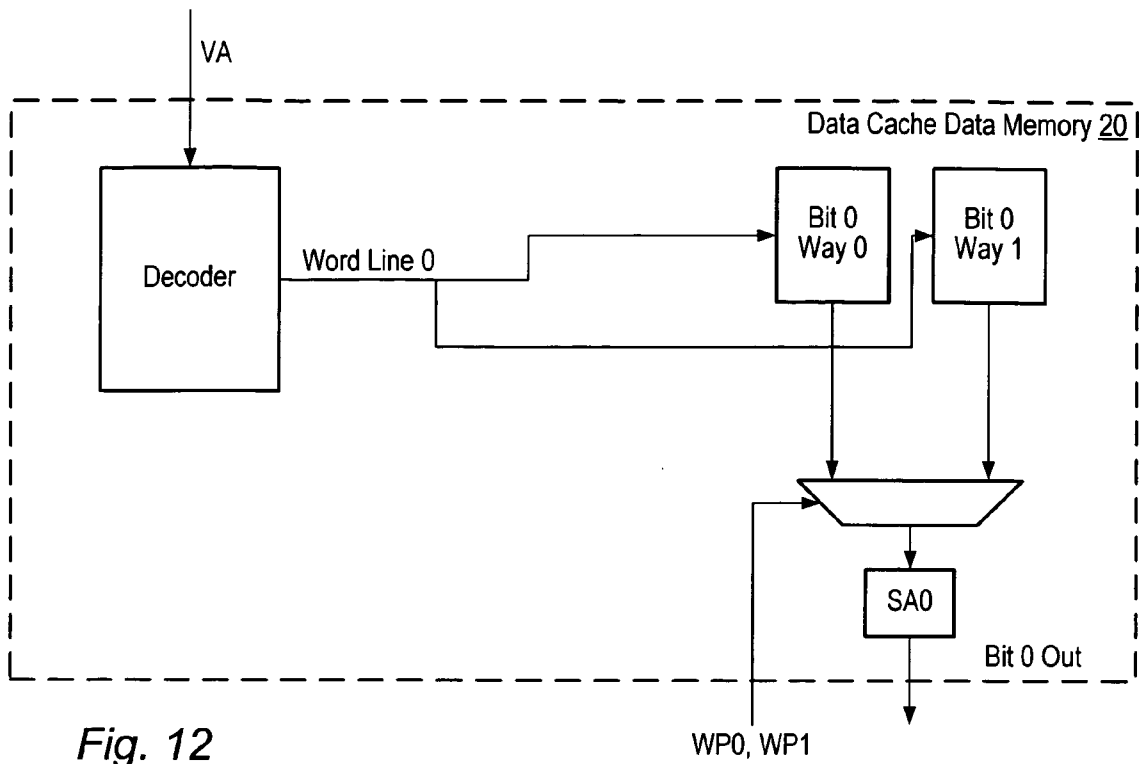 VA
Data Cache Data Memory 20
Bit 0
Way 0
Bit 0
Way 1
Word Line 0
Decoder
SA0
Bit 0 Out
WP0, WP1
Fig. 12